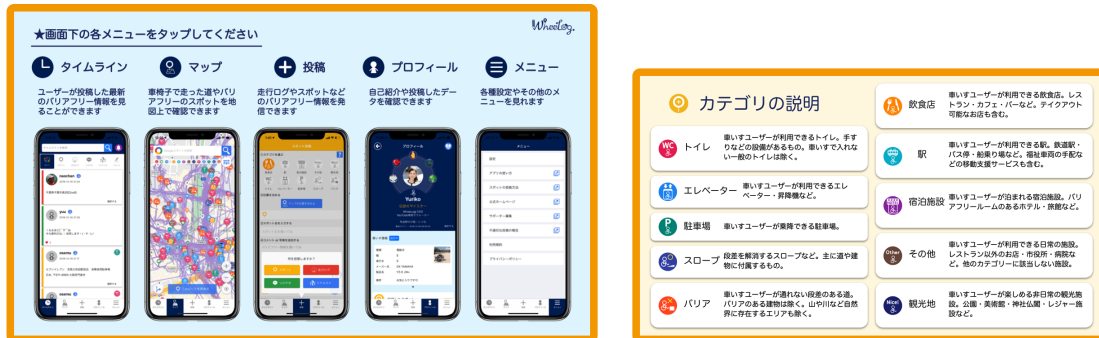 WheeLog.
★画面下の各メニューをタップしてください
タイムライン
ユーザーが投稿した最新
のバリアフリー情報を見
ることができます
マップ
車椅子で走った道やバリ
アフリーのスポットを地
図上で確認できます
投稿
走行ログやスポットなど
のバリアフリー情報を発
信できます
プロフィール
自己紹介や投稿したデー
タを確認できます
メニュー
各種設定やその他のメ
ニューを見れます
プロフィール
Yuriko
メニュー
カテゴリの説明
WC
トイレ
車いすユーザーが利用できるトイレ。手す
りなどの設備があるもの。車いすで入れな
い一般のトイレは除く。
エレベーター
車いすユーザーが利用できるエレ
ベーター・昇降機など。
P
駐車場
車いすユーザーが乗降できる駐車場。
スロープ
段差を解消するスロープなど。主に道や建
物に付属するもの。
バリア
車いすユーザーが通れない段差のある道。
バリアのある建物は除く。山や川など自然
界に存在するエリアも除く。
飲食店
車いすユーザーが利用できる飲食店。レス
トラン・カフェ・バーなど。テイクアウト
可能なお店も含む。
駅
車いすユーザーが利用できる駅。鉄道駅・
バス停・船乗り場など。福祉車両の手配な
どの移動支援サービスも含む。
宿泊施設
車いすユーザーが泊まれる宿泊施設。バリ
アフリールームのあるホテル・旅館など。
Other
その他
車いすユーザーが利用できる日常の施設。
レストラン以外のお店・市役所・病院な
ど。他のカテゴリーに該当しない施設。
Nice!
観光地
車いすユーザーが楽しめる非日常の観光施
設。公園・美術館・神社仏閣・レジャー施
設など。